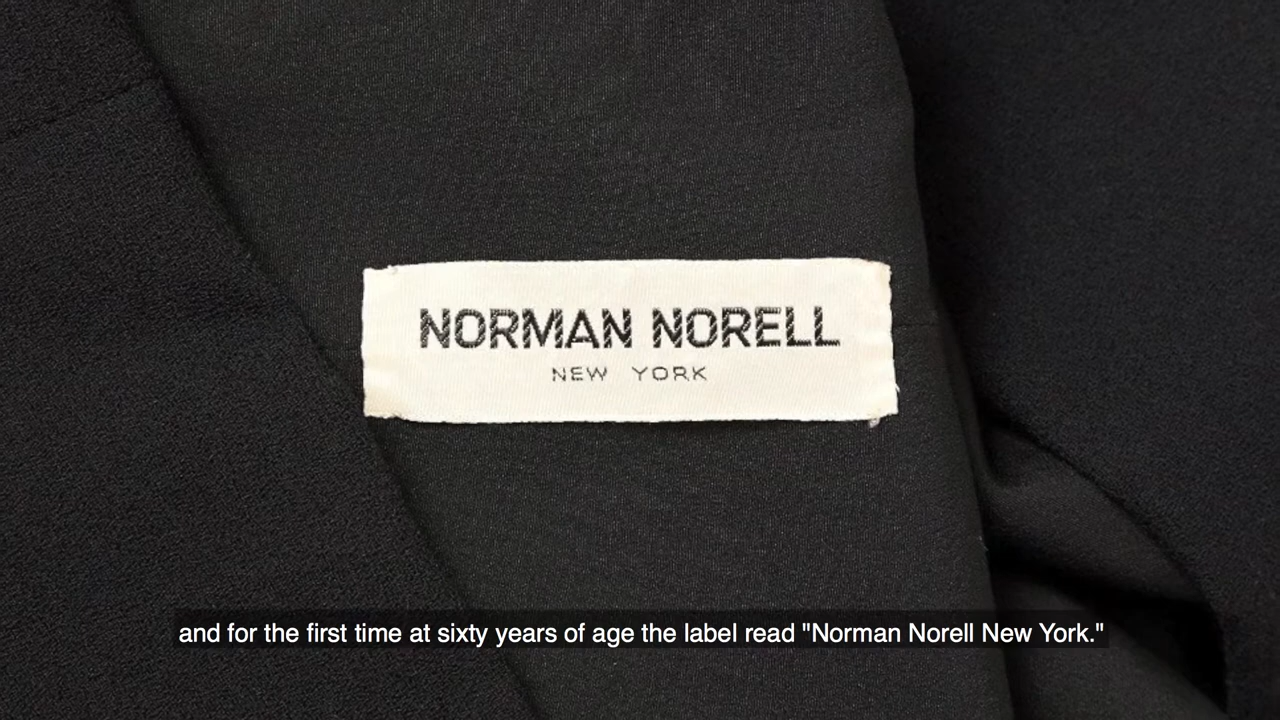 NORMAN NORELL
NEW YORK
and for the first time at sixty years of age the label read "Norman Norell New York."